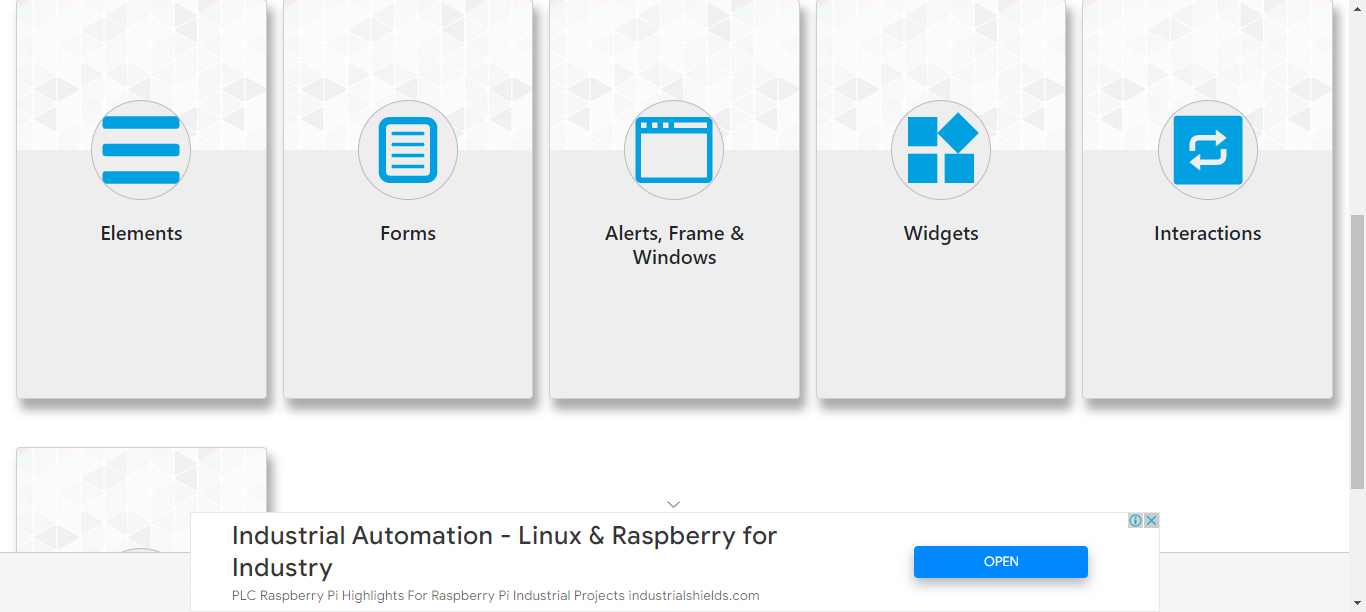 Elements
Forms
Alerts, Frame &
Windows
Widgets
Interactions
Industrial Automation - Linux & Raspberry for
Industry
PLC Raspberry Pi Highlights For Raspberry Pi Industrial Projects industrialshields.com
OPEN